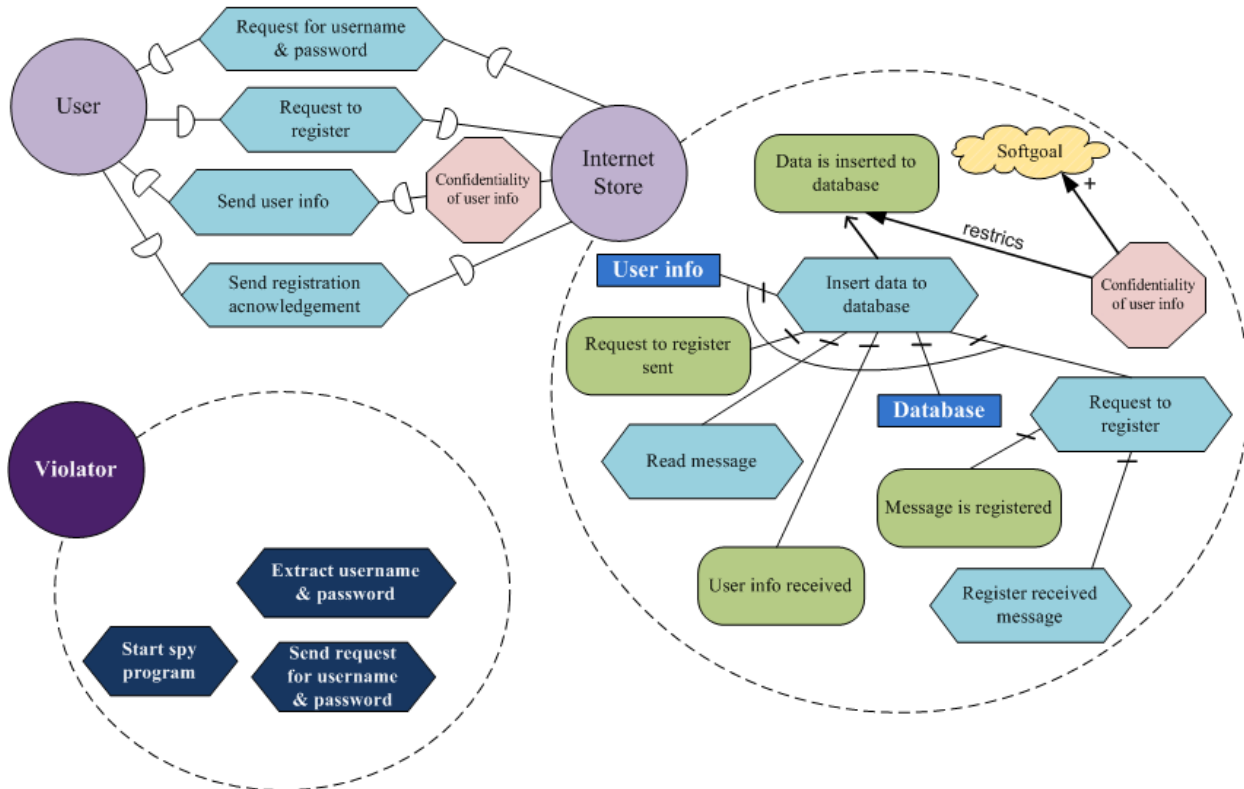 Request for username
& password
User
Request to
register
Internet
Store
Confidentiality
of user info
Send user info
Send registration
acnowledgement
Data is inserted to
database
Softgoal
+
restrics
User info
Insert data to
database
Confidentiality
of user info
Request to register
sent
Database
Request to
register
Read message
Message is registered
User info received
Register received
message
Violator
Extract username
& password
Start spy
program
Send request
for username
& password